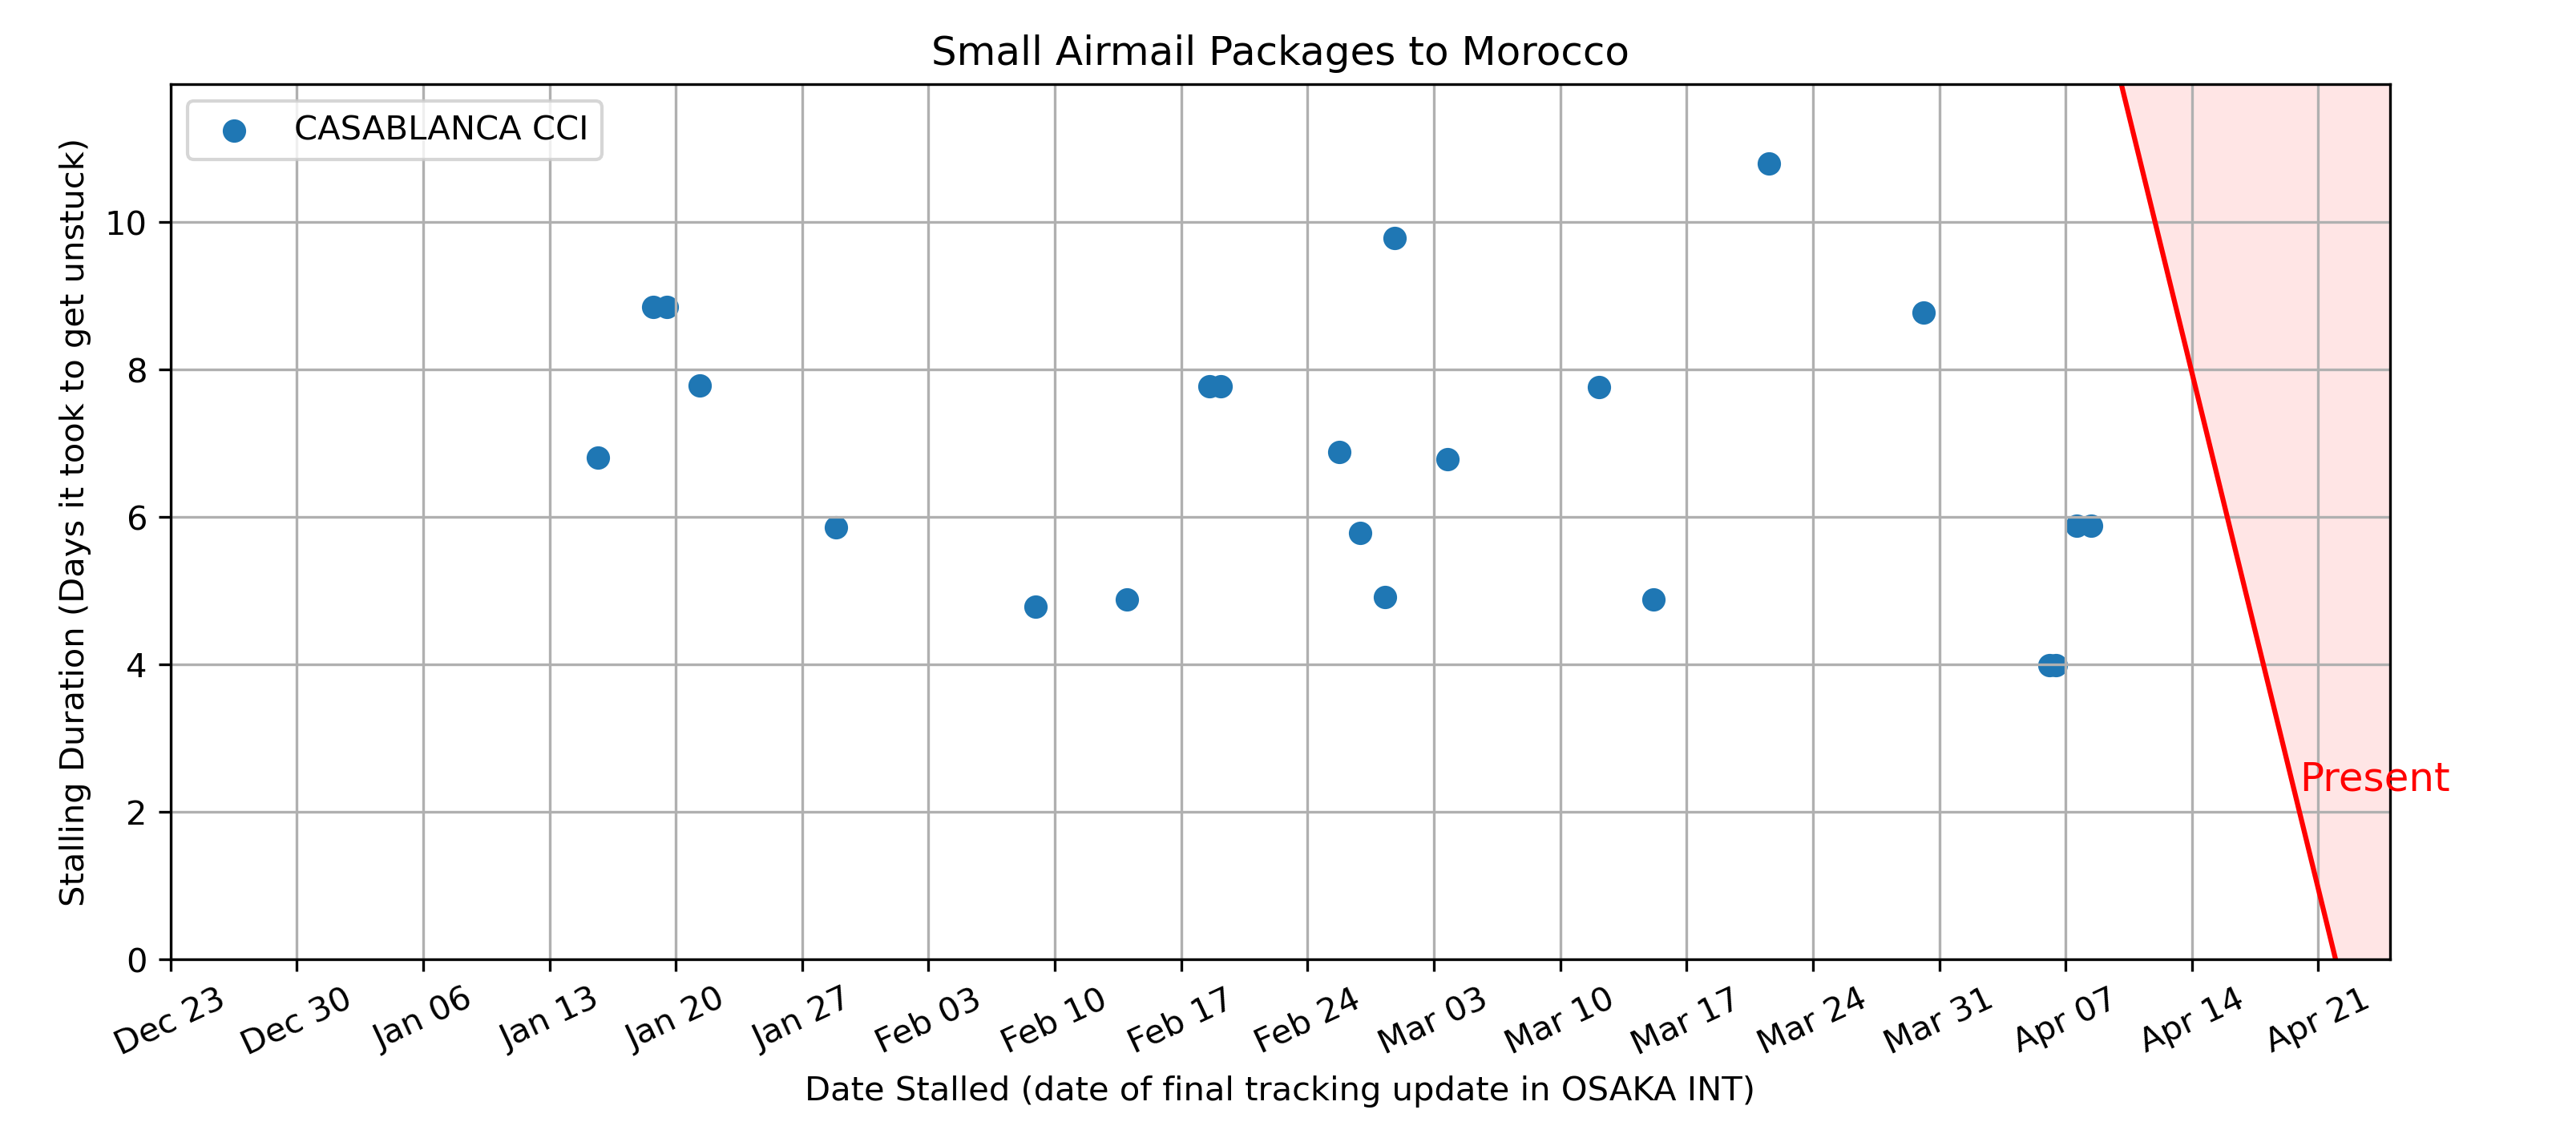 Small Airmail Packages to Morocco
CASABLANCA CCI
Stalling Duration (Days it took to get unstuck)
10
8
6
4
2
0
Present
Dec 23
Dec 30
Jan 06
Jan 13
Jan 20
Jan 27
Feb 03
Feb 10
Feb 17
Feb 24
Mar 03
Mar 10
Mar 17
Mar 24
Mar 31
Apr 07
Apr 14
Apr 21
Date Stalled (date of final tracking update in OSAKA INT)